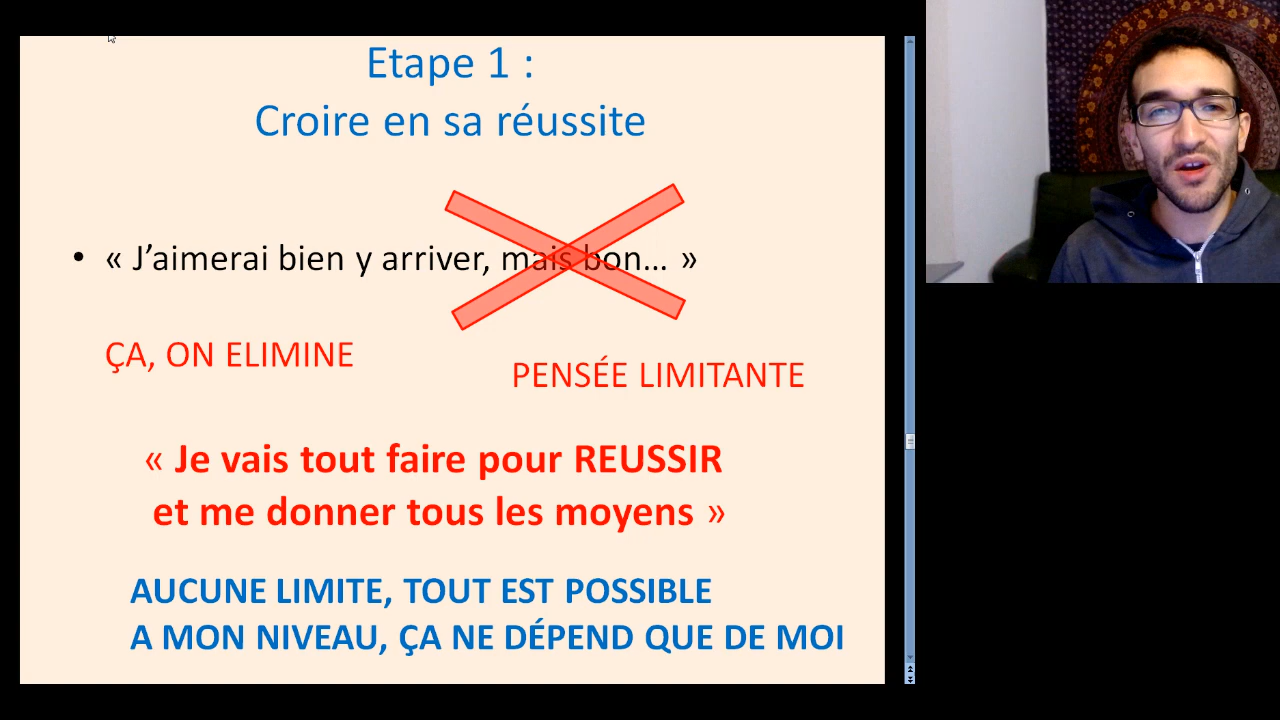 Etape 1 :
Croire en sa réussite
• « J’aimerai bien y arriver, mais bon… »
ÇA, ON ELIMINE
PENSÉE LIMITANTE
« Je vais tout faire pour REUSSIR
et me donner tous les moyens »
AUCUNE LIMITE, TOUT EST POSSIBLE
A MON NIVEAU, ÇA NE DÉPEND QUE DE MOI